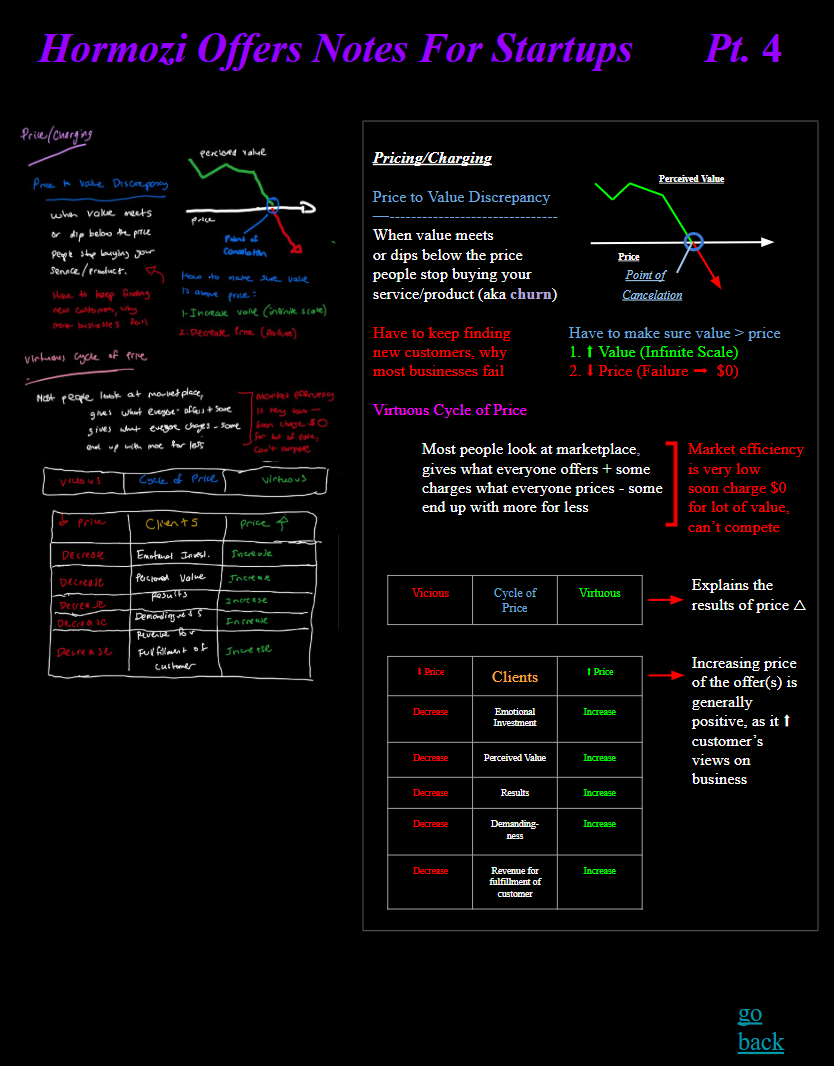 Hormozi Offers Notes For Startups Pt. 4
Price/Charging
Price to Value Discrepancy
when value meets
or dip below the price
people stop buying your
service/product.
Have to keep finding
new customers, why
most businesses fail
percieved value
price
Point of
Cancelation
How to make sure value
is above price:
1. Increase value (infinite scale)
2. Decrease Price (failure)
Virtuous Cycle of Price
Most people look at marketplace,
gives what everyone offers + some
gives what everyone charges - some
end up with more for less
market efficiency
is very low
soon charge $0
for lot of value,
can't compete
vicious Cycle of Price virtuous
↓ Price Clients Price ↑
Decrease Emotional Invest. Increase
Decrease Percieved Value Increase
Decrease Results Increase
Decrease Demandingness Increase
Decrease Revenue for Increase
Fulfillment of
customer
Pricing/Charging
Price to Value Discrepancy
When value meets
or dips below the price
people stop buying your
service/product (aka churn)
Perceived Value
Price
Point of
Cancelation
Have to keep finding
new customers, why
most businesses fail
Have to make sure value > price
1. ⬆ Value (Infinite Scale)
2. ⬇ Price (Failure ➡ $0)
Virtuous Cycle of Price
Most people look at marketplace,
gives what everyone offers + some
charges what everyone prices - some
end up with more for less
Market efficiency
is very low
soon charge $0
for lot of value,
can't compete
Vicious Cycle of Virtuous
Price
Explains the
results of price △
⬇ Price Clients ⬆ Price
Decrease Emotional Increase
Investment
Decrease Perceived Value Increase
Decrease Results Increase
Decrease Demanding- Increase
ness
Decrease Revenue for Increase
fulfillment of
customer
Increasing price
of the offer(s) is
generally
positive, as it ⬆
customer's
views on
business
go
back